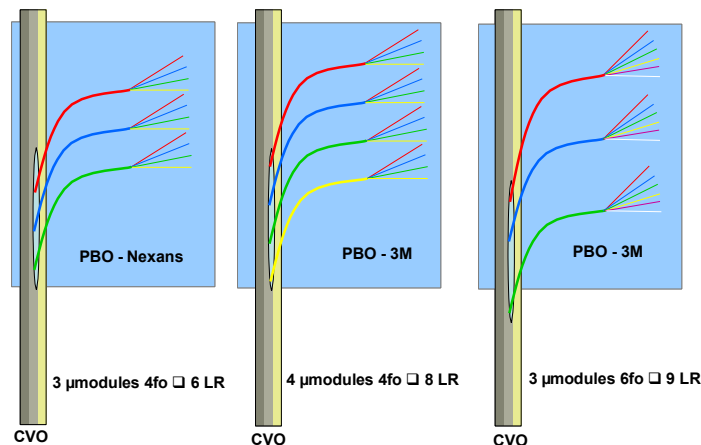 PBO - Nexans
PBO - 3M
PBO - 3M
3 µmodules 4fo □ 6 LR
4 µmodules 4fo □ 8 LR
3 µmodules 6fo □ 9 LR
CVO
CVO
CVO